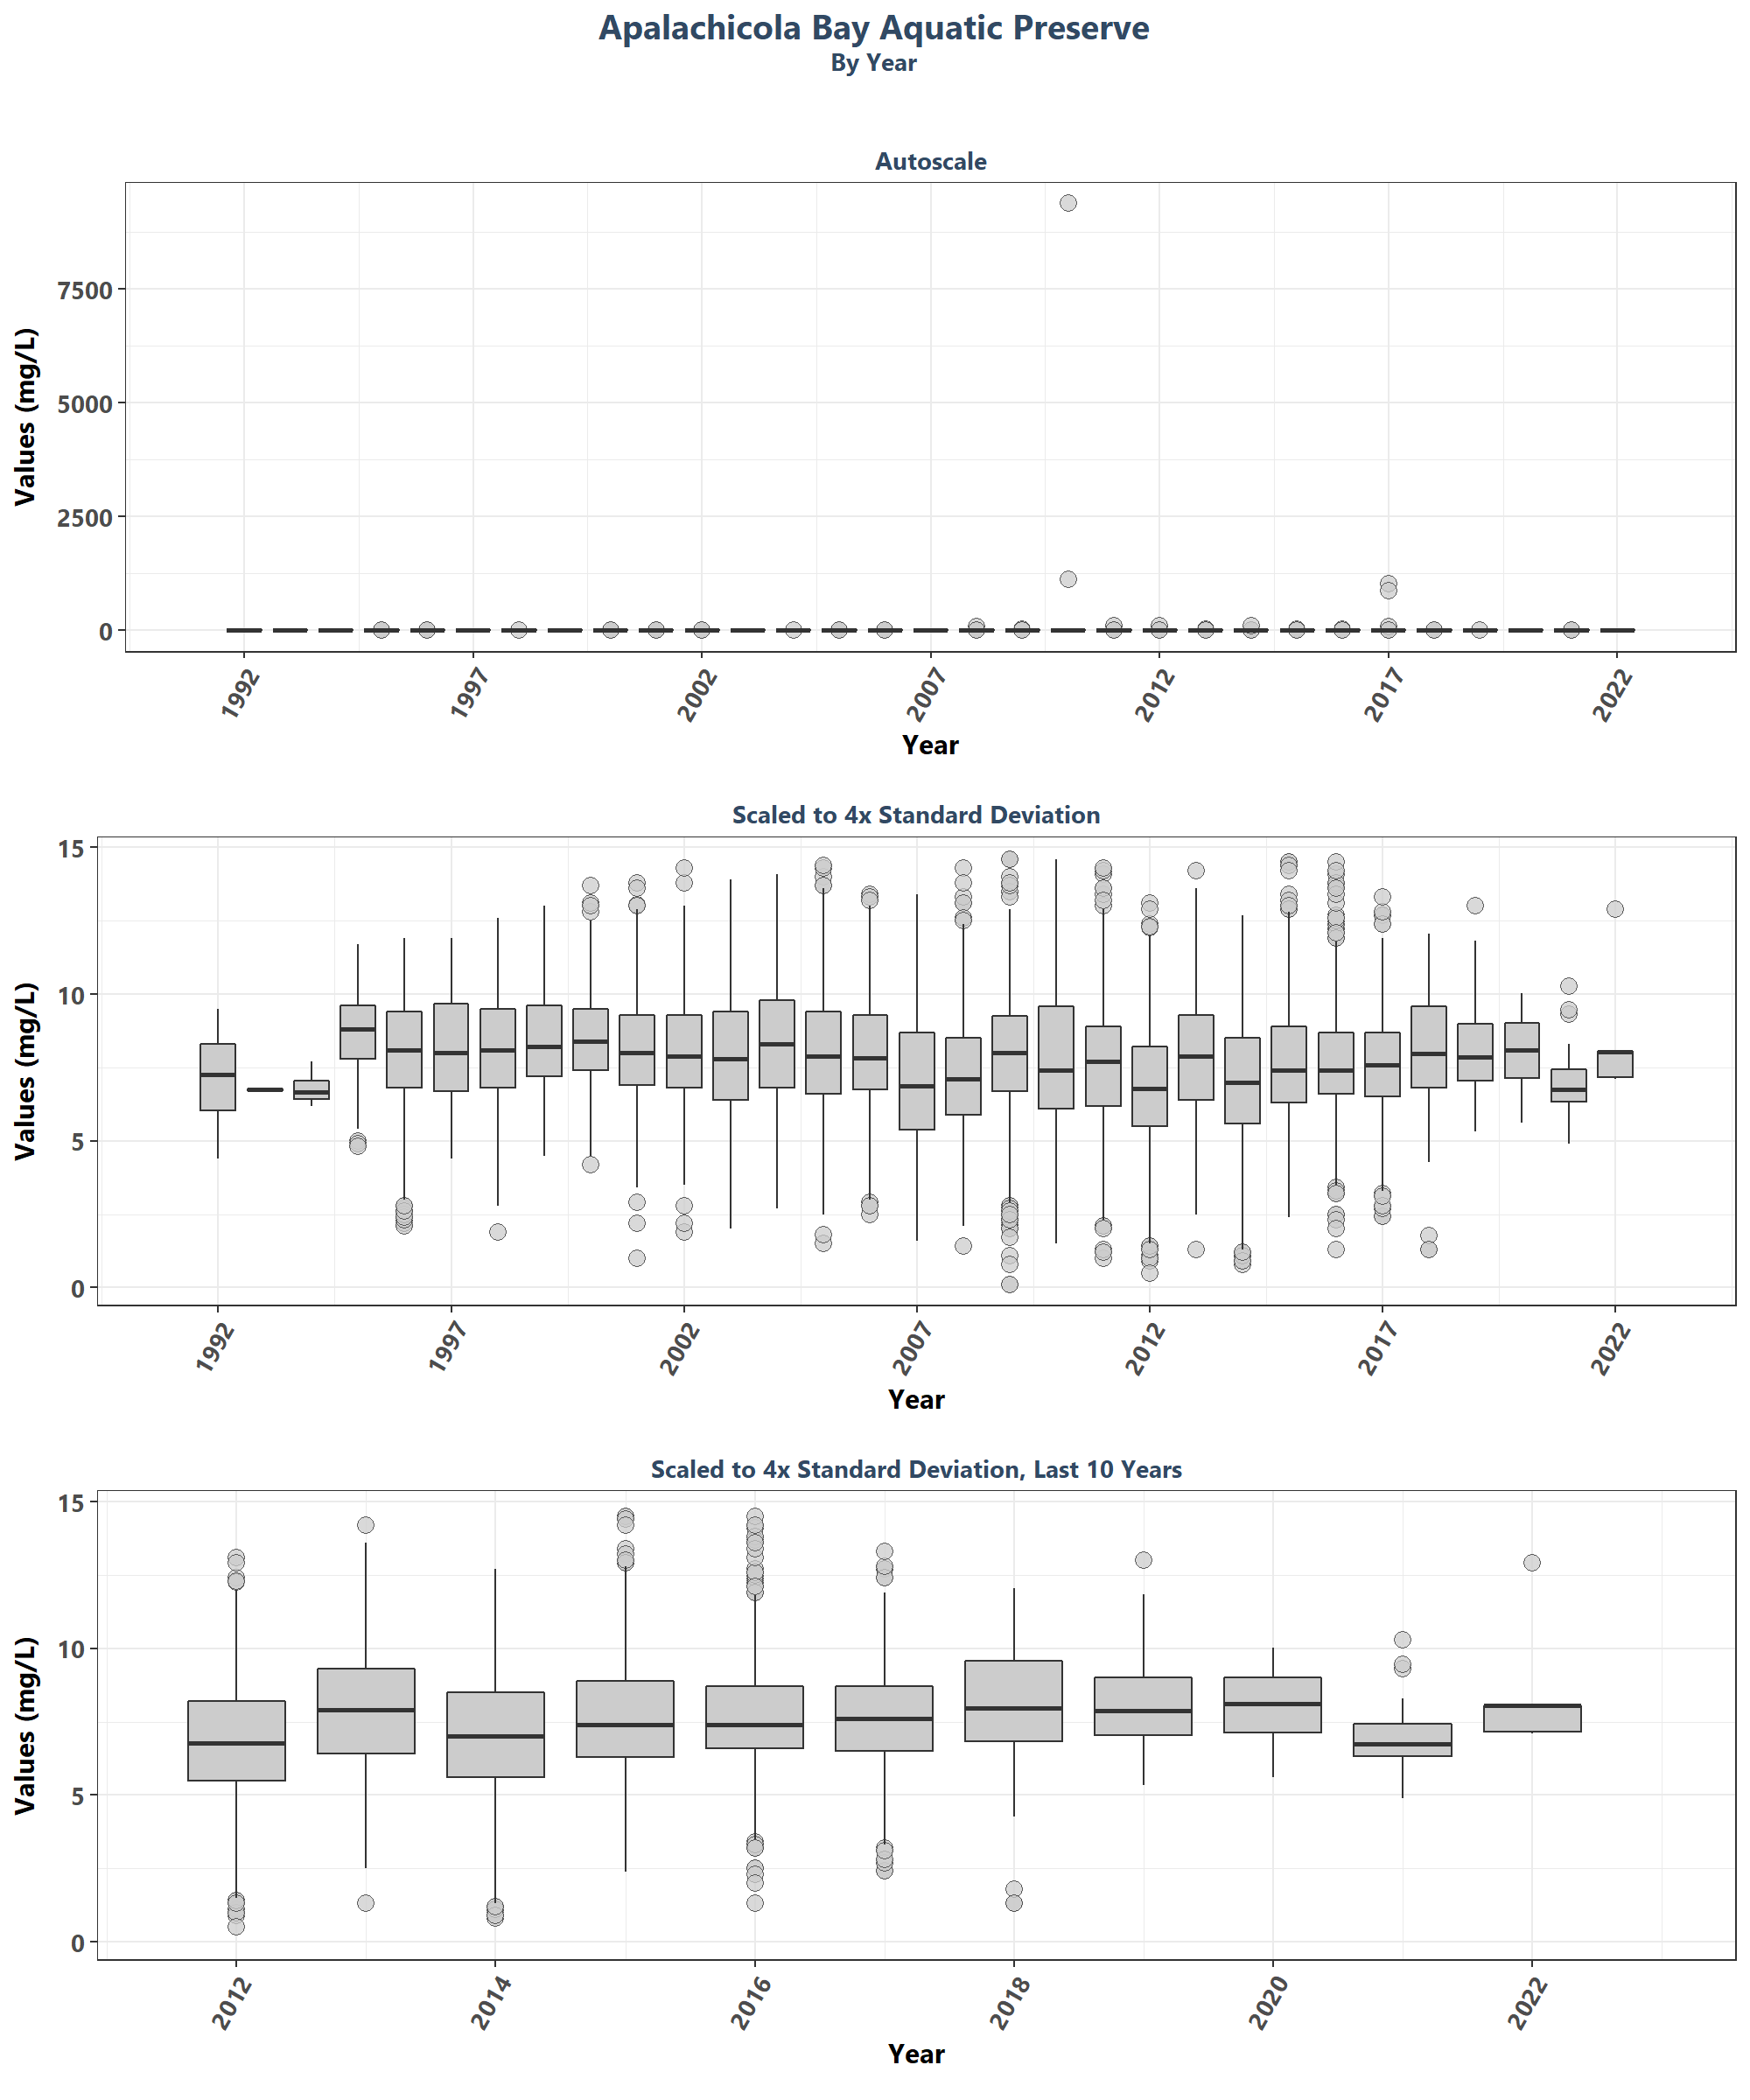 Apalachicola Bay Aquatic Preserve
By Year
Autoscale
Values (mg/L)
7500
5000
2500
0
1992 1997 2002 2007 2012 2017 2022
Year
Scaled to 4x Standard Deviation
Values (mg/L)
15
10
5
0
1992 1997 2002 2007 2012 2017 2022
Year
Scaled to 4x Standard Deviation, Last 10 Years
Values (mg/L)
15
10
5
0
2012 2014 2016 2018 2020 2022
Year